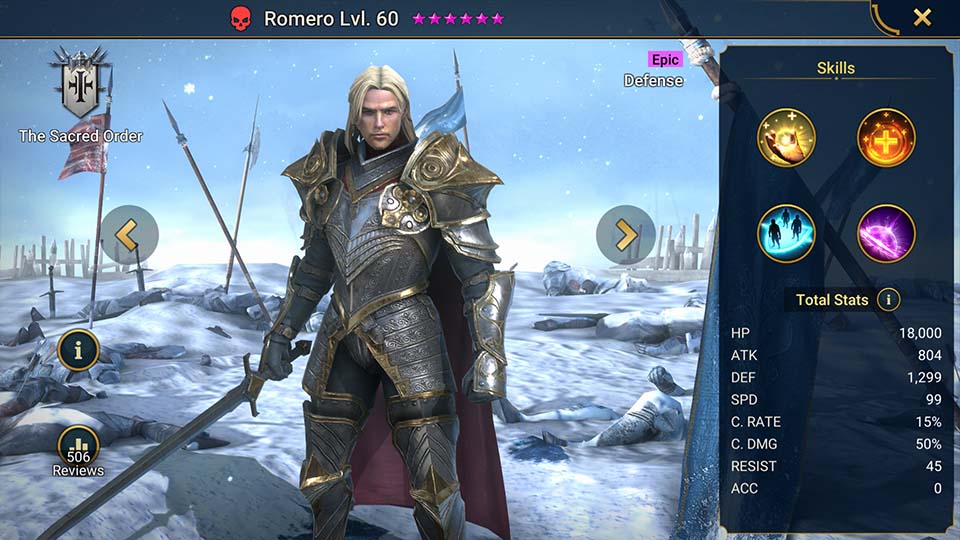 Romero Lvl. 60
The Sacred Order
Epic
Defense
506
Reviews
Skills
Total Stats
HP 18,000
ATK 804
DEF 1,299
SPD 99
C. RATE 15%
C. DMG 50%
RESIST 45
ACC 0